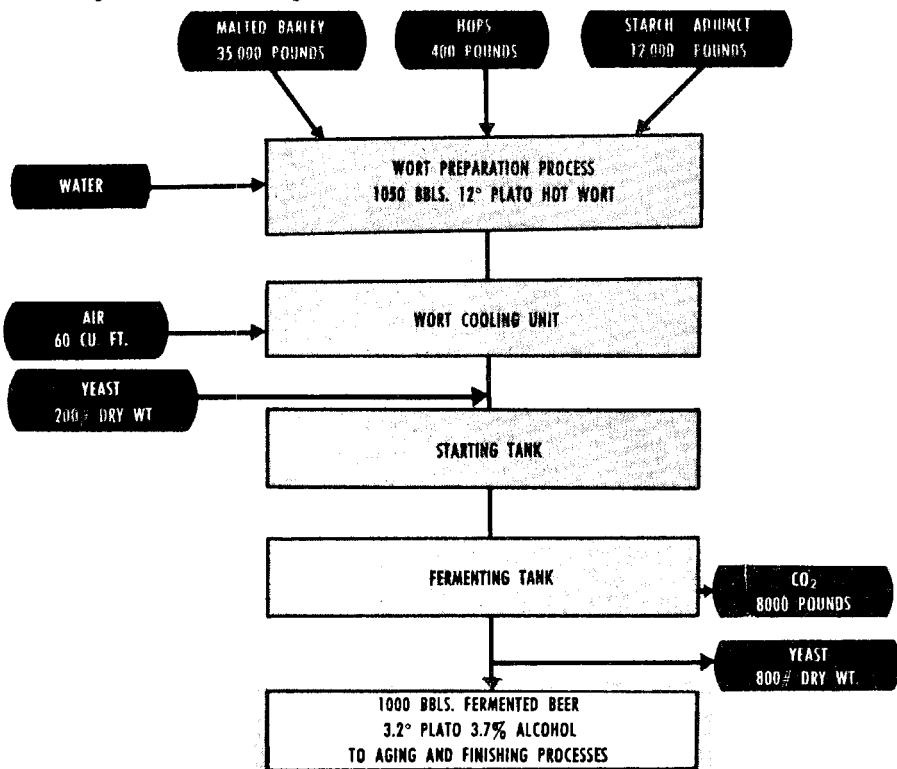 MALTED BARLEY
35,000 POUNDS
HOPS
400 POUNDS
STARCH ADJUNCT
12,000 POUNDS
WATER
WORT PREPARATION PROCESS
1050 BBLS. 12° PLATO HOT WORT
AIR
60 CU. FT.
WORT COOLING UNIT
YEAST
200# DRY WT
STARTING TANK
FERMENTING TANK
CO₂
8000 POUNDS
YEAST
800# DRY WT.
1000 BBLS. FERMENTED BEER
3.2° PLATO 3.7% ALCOHOL
TO AGING AND FINISHING PROCESSES